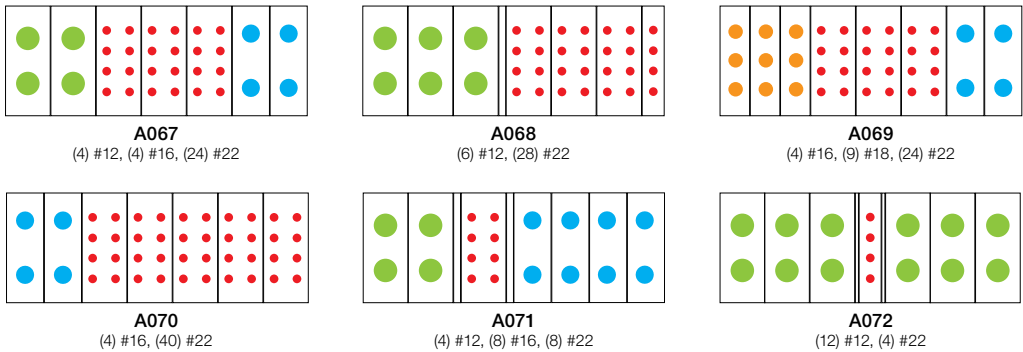 A067
(4) #12, (4) #16, (24) #22
A068
(6) #12, (28) #22
A069
(4) #16, (9) #18, (24) #22
A070
(4) #16, (40) #22
A071
(4) #12, (8) #16, (8) #22
A072
(12) #12, (4) #22